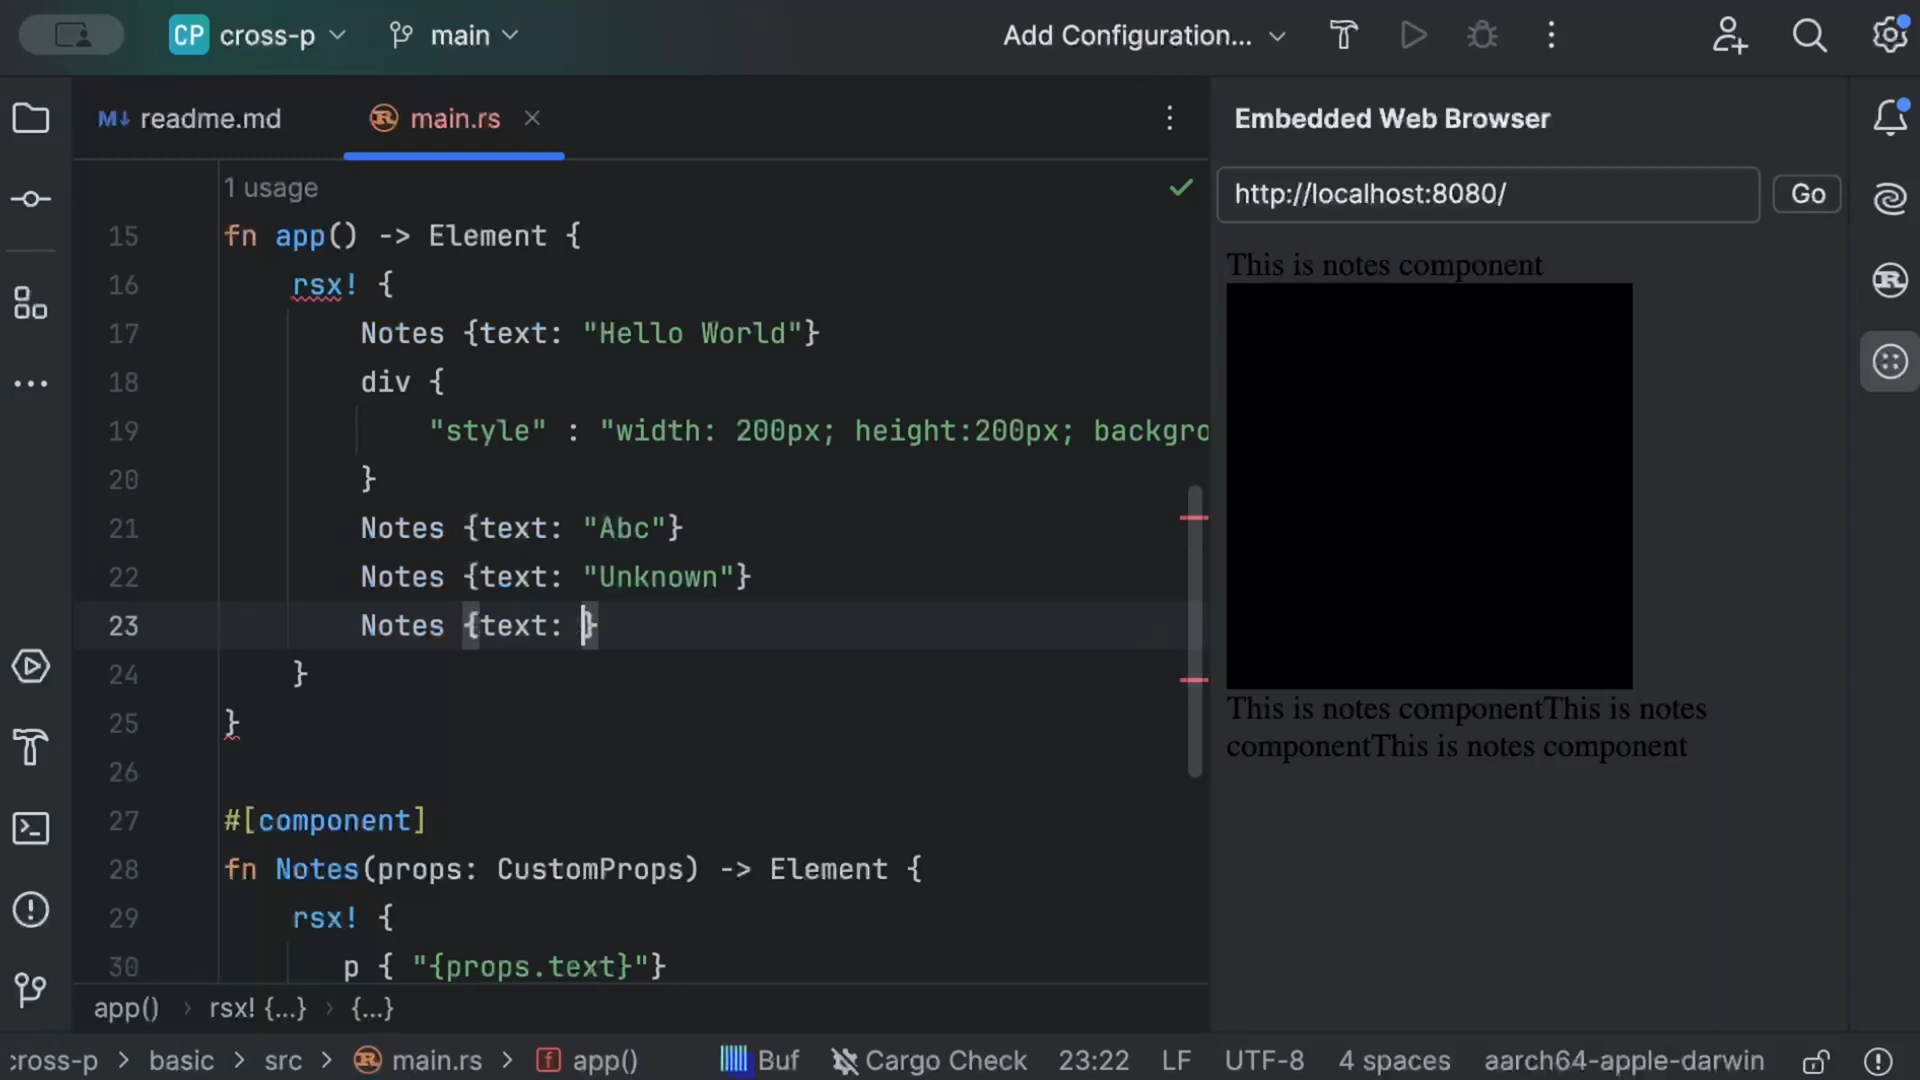 CP cross-p main Add Configuration...
M↓ readme.md main.rs
Embedded Web Browser
http://localhost:8080/ Go
1 usage
15 fn app() -> Element {
16 rsx! {
17 Notes {text: "Hello World"}
18 div {
19 "style" : "width: 200px; height:200px; backgro
20 }
21 Notes {text: "Abc"}
22 Notes {text: "Unknown"}
23 Notes {text: }
24 }
25 }
26
27 #[component]
28 fn Notes(props: CustomProps) -> Element {
29 rsx! {
30 p { "{props.text}"}
This is notes component
This is notes componentThis is notes
componentThis is notes component
app() › rsx! {...} › {...}
cross-p > basic > src > main.rs > f app() Buf Cargo Check 23:22 LF UTF-8 4 spaces aarch64-apple-darwin